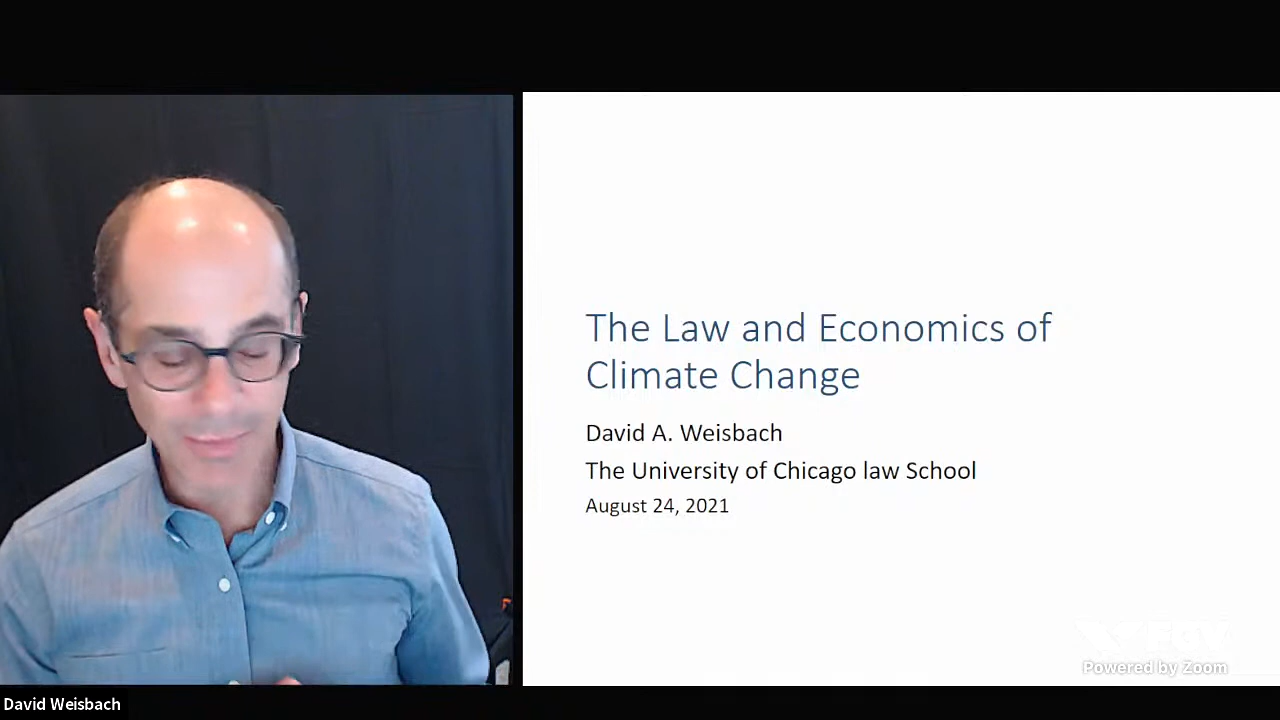 The Law and Economics of
Climate Change
David A. Weisbach
The University of Chicago law School
August 24, 2021
Powered by Zoom
David Weisbach